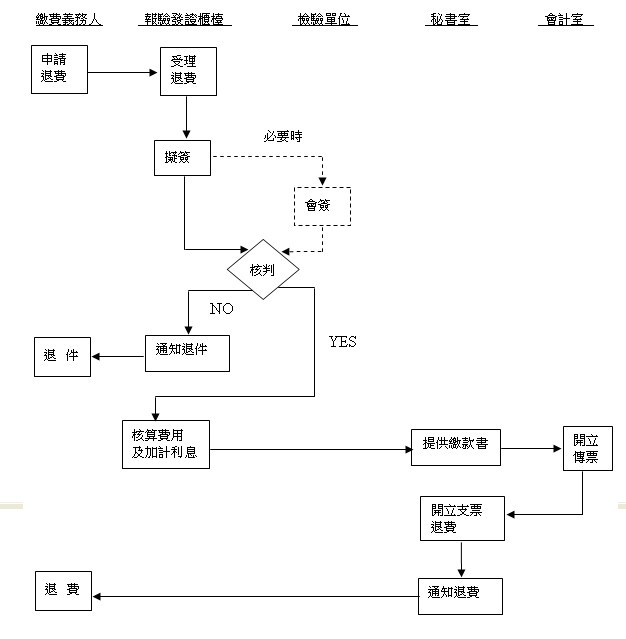 繳費義務人 報驗發證櫃檯 檢驗單位 秘書室 會計室
申請
退費
受理
退費
擬簽
必要時
會簽
核判
NO
YES
通知退件
退 件
核算費用
及加計利息
提供繳款書
開立
傳票
開立支票
退費
通知退費
退 費